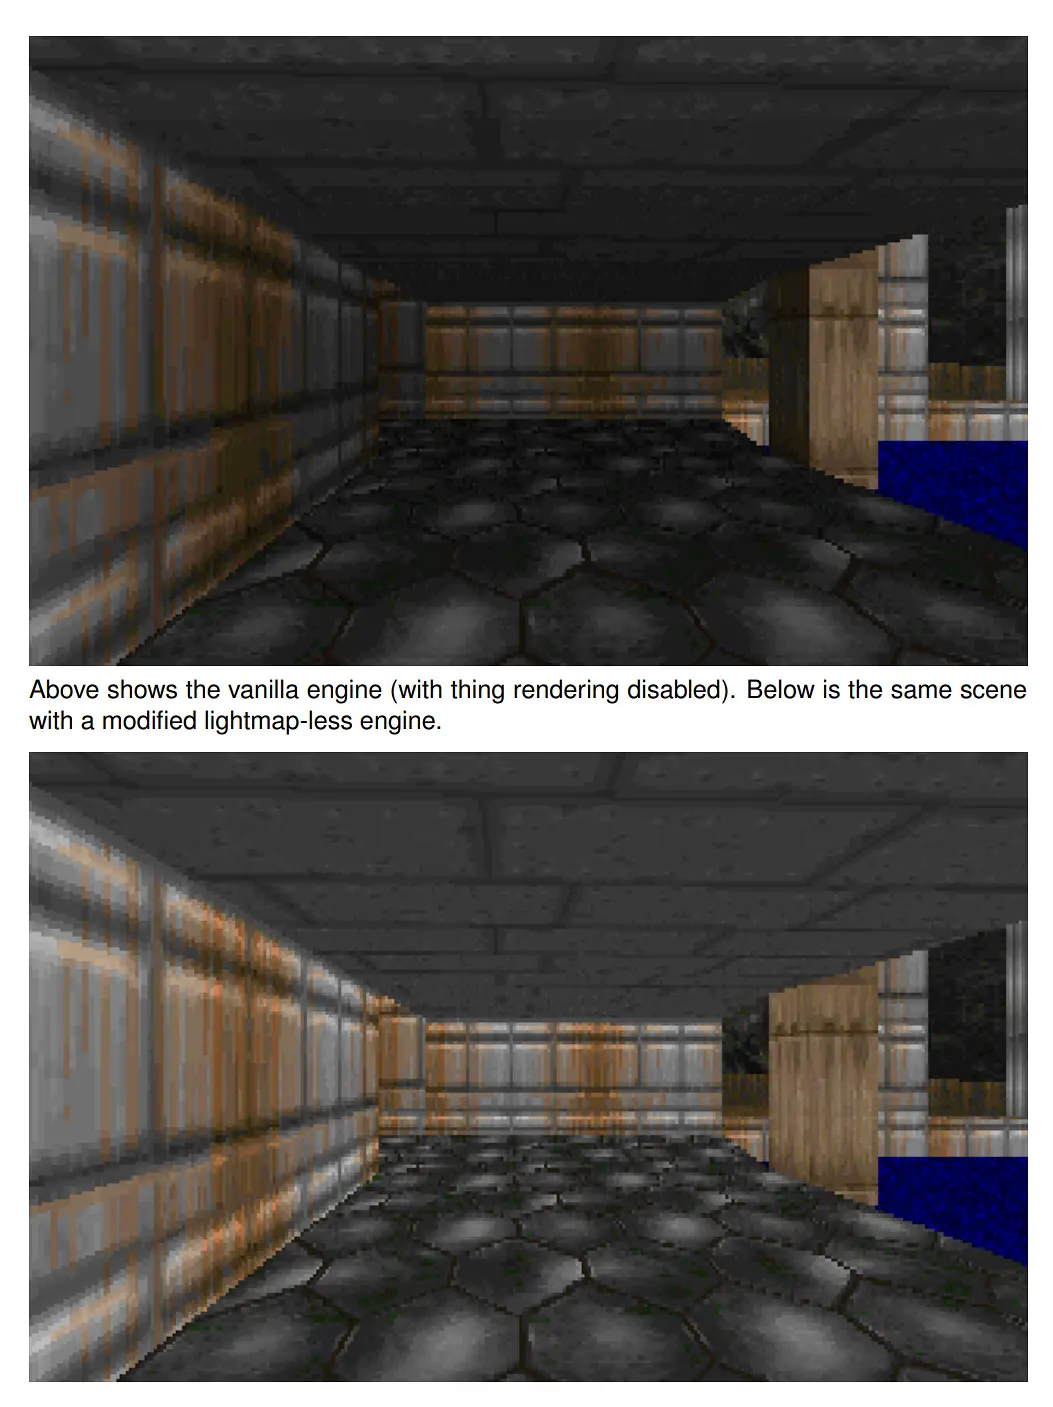 Above shows the vanilla engine (with thing rendering disabled). Below is the same scene
with a modified lightmap-less engine.